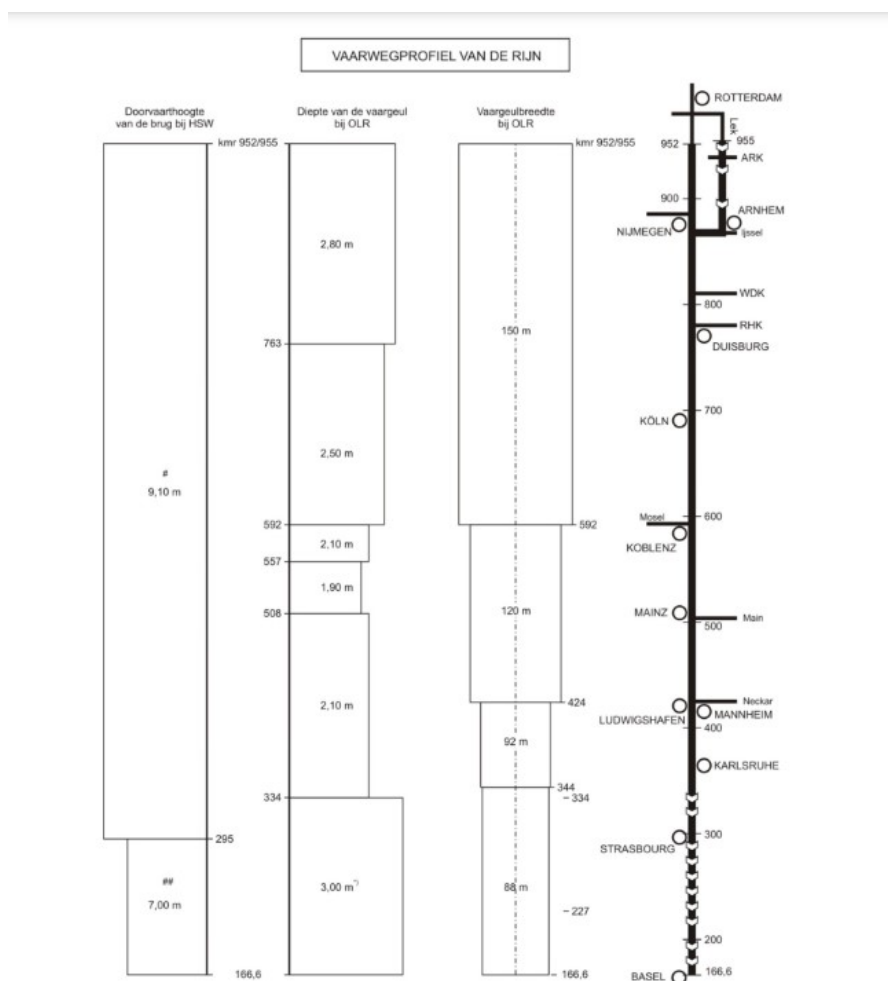 VAARWEGPROFIEL VAN DE RIJN
Doorvaarthoogte
van de brug bij HSW
Diepte van de vaargeul
bij OLR
Vaargeulbreedte
bij OLR
kmr 952/955
2,80 m
763
2,50 m
592
2,10 m
557
1,90 m
508
2,10 m
334
3,00 m*)
166,6
#
9,10 m
295
##
7,00 m
kmr 952/955
150 m
592
120 m
424
92 m
344
334
88 m
227
166,6
ROTTERDAM
Lek
955
952
ARK
900
ARNHEM
NIJMEGEN
Ijssel
WDK
800
RHK
DUISBURG
700
KÖLN
600
Mosel
KOBLENZ
MAINZ
Main
500
Neckar
LUDWIGSHAFEN
MANNHEIM
400
KARLSRUHE
300
STRASBOURG
200
166,6
BASEL